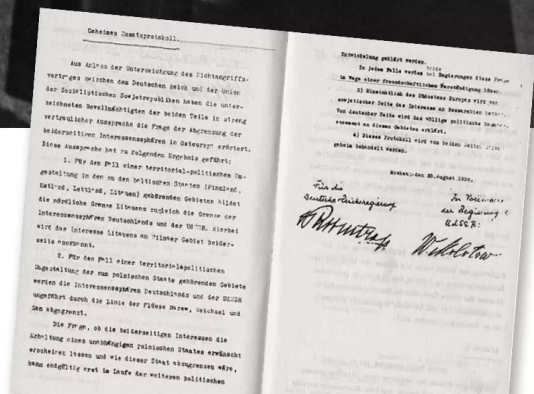 Geheimes Zusatzprotokoll.
Aus Anlass der Unterzeichnung des Nichtangriffs-
vertrages zwischen dem Deutschen Reich und der Union
der Sozialistischen Sowjetrepubliken haben die unter-
zeichneten Bevollmächtigten der beiden Teile in streng
vertraulicher Aussprache die Frage der Abgrenzung der
beiderseitigen Interessensphären in Osteuropa erörtert.
Diese Aussprache hat zu folgendem Ergebnis geführt:
1. Für den Fall einer territorial-politischen Um-
gestaltung in den zu den baltischen Staaten (Finnland,
Estland, Lettland, Litauen) gehörenden Gebieten bildet
die nördliche Grenze Litauens zugleich die Grenze der
Interessensphären Deutschlands und der UdSSR. Hierbei
wird das Interesse Litauens am Wilnaer Gebiet beider-
seits anerkannt.
2. Für den Fall einer territorial-politischen
Umgestaltung der zum polnischen Staate gehörenden Gebiete
werden die Interessensphären Deutschlands und der UdSSR
ungefähr durch die Linie der Flüsse Narew, Weichsel und
San abgegrenzt.
Die Frage, ob die beiderseitigen Interessen die
Erhaltung eines unabhängigen polnischen Staates erwünscht
erscheinen lassen und wie dieser Staat abzugrenzen wäre,
kann endgültig erst im Laufe der weiteren politischen
Entwickelung geklärt werden.
In jedem Falle werden beide Regierungen diese Frage
im Wege einer freundschaftlichen Verständigung lösen.
3) Hinsichtlich des Südostens Europas wird von
sowjetischer Seite das Interesse an Bessarabien betont.
Von deutscher Seite wird das völlige politische
an diesen Gebieten erklärt.
4) Dieses Protokoll wird von beiden Seiten streng
geheim behandelt werden.
Moskau, den 23. August 1939.
Für die
Deutsche Reichsregierung
In Vollmacht
der Regierung
UdSSR: